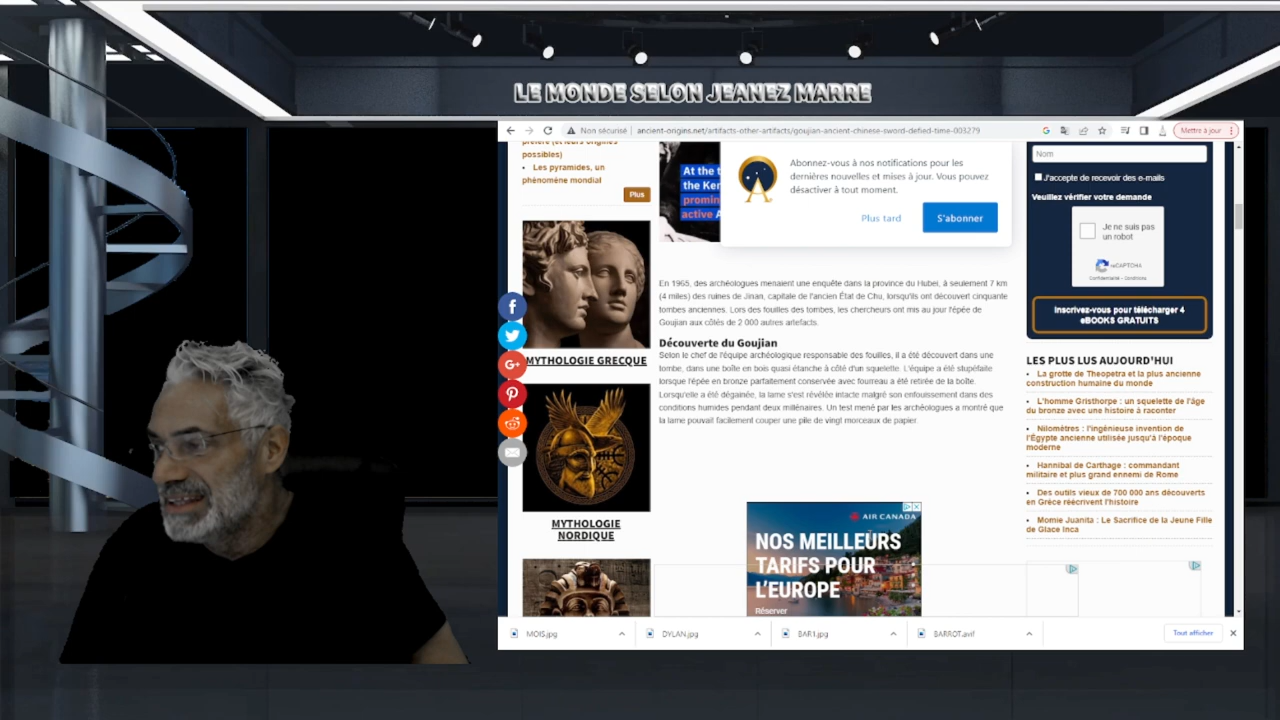 LE MONDE SELON JEANEZ MARRE
Non sécurisé | ancient-origins.net/artifacts-other-artifacts/goujian-ancient-chinese-sword-defied-time-003279
Mettre à jour
possibles)
Les pyramides, un
phénomène mondial
Plus
MYTHOLOGIE GRECQUE
MYTHOLOGIE
NORDIQUE
At the t
the Ker
promin
active A
Abonnez-vous à nos notifications pour les
dernières nouvelles et mises à jour. Vous pouvez
désactiver à tout moment.
Plus tard
S'abonner
En 1965, des archéologues menaient une enquête dans la province du Hubei, à seulement 7 km
(4 miles) des ruines de Jinan, capitale de l'ancien État de Chu, lorsqu'ils ont découvert cinquante
tombes anciennes. Lors des fouilles des tombes, les chercheurs ont mis au jour l'épée de
Goujian aux côtés de 2 000 autres artefacts.
Découverte du Goujian
Selon le chef de l'équipe archéologique responsable des fouilles, il a été découvert dans une
tombe, dans une boîte en bois quasi étanche à côté d'un squelette. L'équipe a été stupéfaite
lorsque l'épée en bronze parfaitement conservée avec fourreau a été retirée de la boîte.
Lorsqu'elle a été dégainée, la lame s'est révélée intacte malgré son enfouissement dans des
conditions humides pendant deux millénaires. Un test mené par les archéologues a montré que
la lame pouvait facilement couper une pile de vingt morceaux de papier.
AIR CANADA
NOS MEILLEURS
TARIFS POUR
L'EUROPE
Réserver
Nom
J'accepte de recevoir des e-mails
Veuillez vérifier votre demande
Je ne suis pas
un robot
reCAPTCHA
Confidentialité - Conditions
Inscrivez-vous pour télécharger 4
eBOOKS GRATUITS
LES PLUS LUS AUJOURD'HUI
La grotte de Theopetra et la plus ancienne
construction humaine du monde
L'homme Gristhorpe : un squelette de l'âge
du bronze avec une histoire à raconter
Nilomètres : l'ingénieuse invention de
l'Égypte ancienne utilisée jusqu'à l'époque
moderne
Hannibal de Carthage : commandant
militaire et plus grand ennemi de Rome
Des outils vieux de 700 000 ans découverts
en Grèce réécrivent l'histoire
Momie Juanita : Le Sacrifice de la Jeune Fille
de Glace Inca
MOIS.jpg
DYLAN.jpg
BAR1.jpg
BARROT.avif
Tout afficher